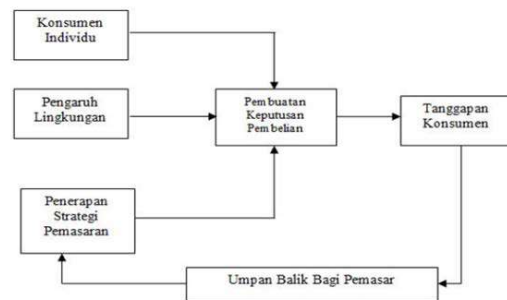 Konsumen
Individu
Pengaruh
Lingkungan
Pembuatan
Keputusan
Pembelian
Tanggapan
Konsumen
Penerapan
Strategi
Pemasaran
Umpan Balik Bagi Pemasar